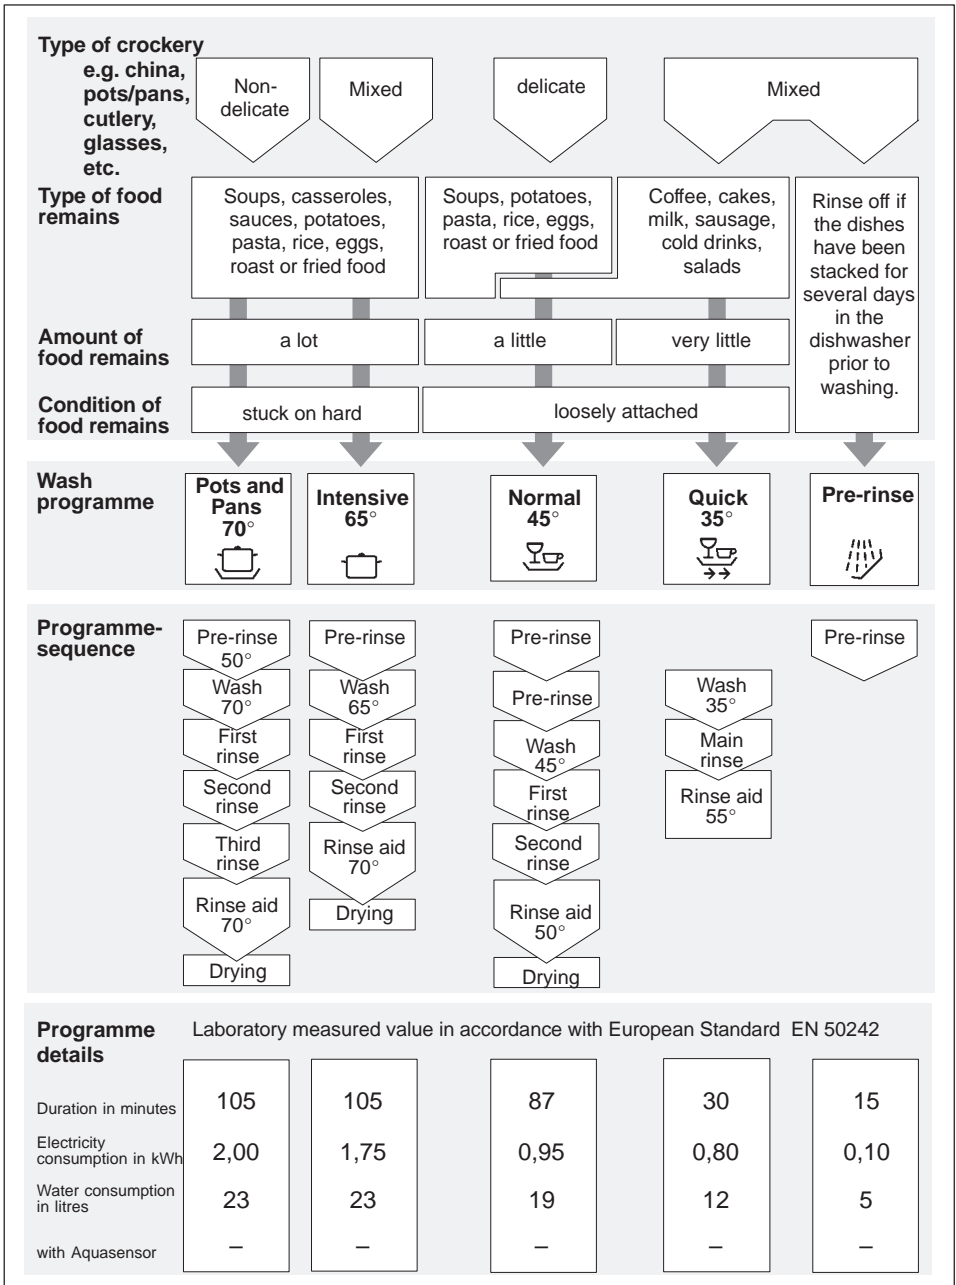 Type of crockery
e.g. china,
pots/pans,
cutlery,
glasses,
etc.
Non-
delicate
Mixed
delicate
Mixed
Type of food
remains
Soups, casseroles,
sauces, potatoes,
pasta, rice, eggs,
roast or fried food
Soups, potatoes,
pasta, rice, eggs,
roast or fried food
Coffee, cakes,
milk, sausage,
cold drinks,
salads
Rinse off if
the dishes
have been
stacked for
several days
in the
dishwasher
prior to
washing.
Amount of
food remains
a lot
a little
very little
Condition of
food remains
stuck on hard
loosely attached
Wash
programme
Pots and
Pans
70°
Intensive
65°
Normal
45°
Quick
35°
Pre-rinse
Programme-
sequence
Pre-rinse
50°
Wash
70°
First
rinse
Second
rinse
Third
rinse
Rinse aid
70°
Drying
Pre-rinse
Wash
65°
First
rinse
Second
rinse
Rinse aid
70°
Drying
Pre-rinse
Pre-rinse
Wash
45°
First
rinse
Second
rinse
Rinse aid
50°
Drying
Wash
35°
Main
rinse
Rinse aid
55°
Pre-rinse
Programme
details
Laboratory measured value in accordance with European Standard EN 50242
Duration in minutes 105 105 87 30 15
Electricity
consumption in kWh 2,00 1,75 0,95 0,80 0,10
Water consumption
in litres 23 23 19 12 5
with Aquasensor – – – – –